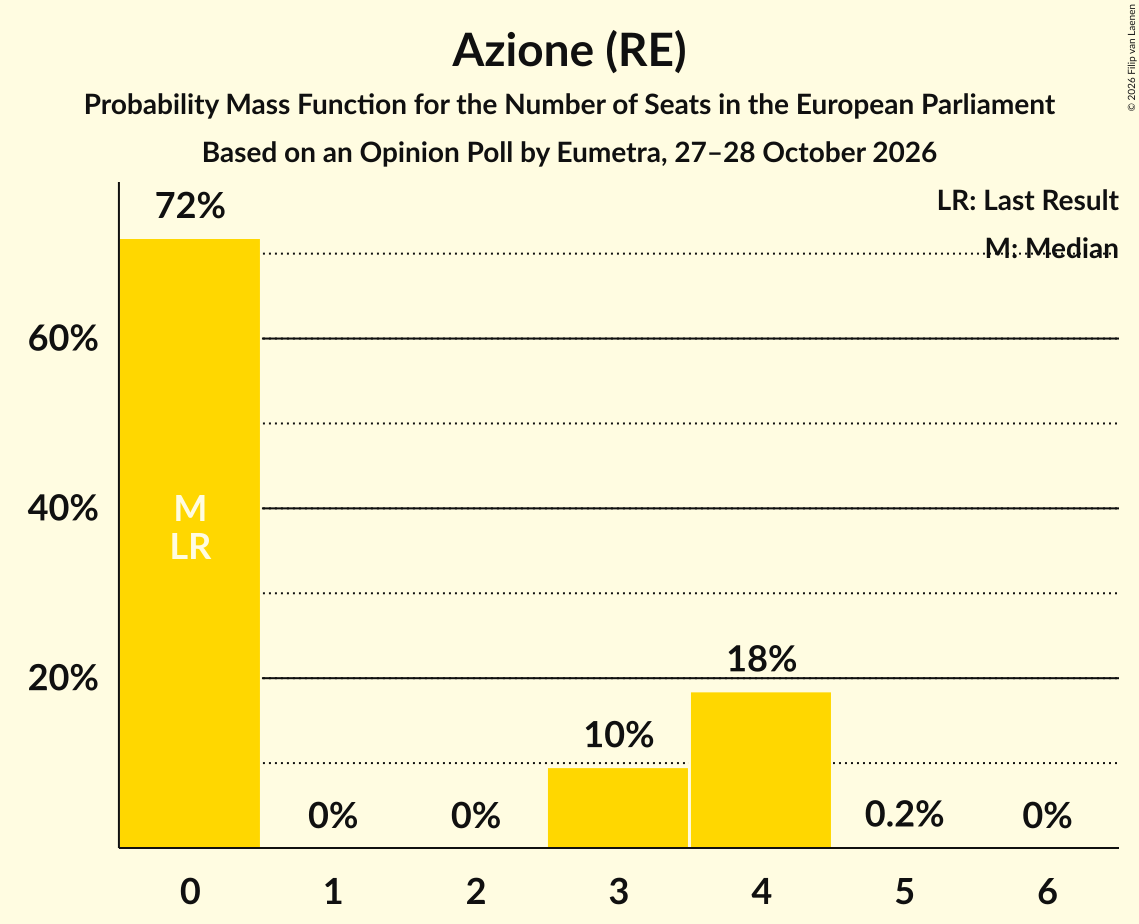 Azione (RE)
Probability Mass Function for the Number of Seats in the European Parliament
Based on an Opinion Poll by Eumetra, 27–28 October 2026
© 2026 Filip van Laenen
LR: Last Result
M: Median
72%
60%
40%
20%
M
LR
0%
0%
10%
18%
0.2%
0%
0
1
2
3
4
5
6